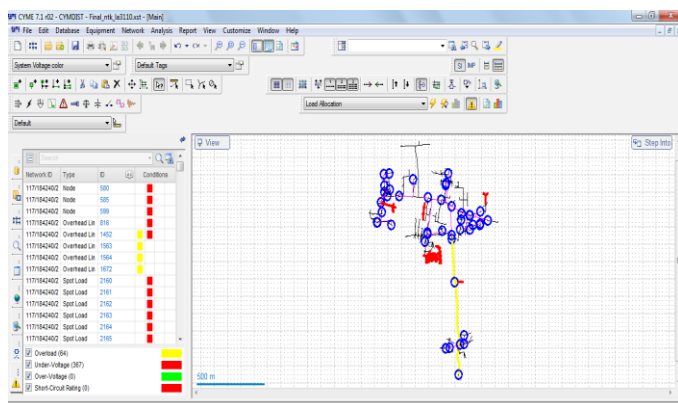 CYME 7.1 r02 - CYMDIST - Final_ntk_la3110.xst - [Main]
File Edit Database Equipment Network Analysis Report View Customize Window Help
System Voltage color
Default Tags
SI MP
Load Allocation
Default
View
Step Into
Search
Network ID Type ID Conditions
117/184240/2 Node 580
117/184240/2 Node 585
117/184240/2 Node 599
117/184240/2 Overhead Lin 816
117/184240/2 Overhead Lin 1452
117/184240/2 Overhead Lin 1563
117/184240/2 Overhead Lin 1564
117/184240/2 Overhead Lin 1672
117/184240/2 Spot Load 2160
117/184240/2 Spot Load 2161
117/184240/2 Spot Load 2162
117/184240/2 Spot Load 2163
117/184240/2 Spot Load 2164
117/184240/2 Spot Load 2165
Overload (64)
Under-Voltage (367)
Over-Voltage (0)
Short-Circuit Rating (0)
500 m